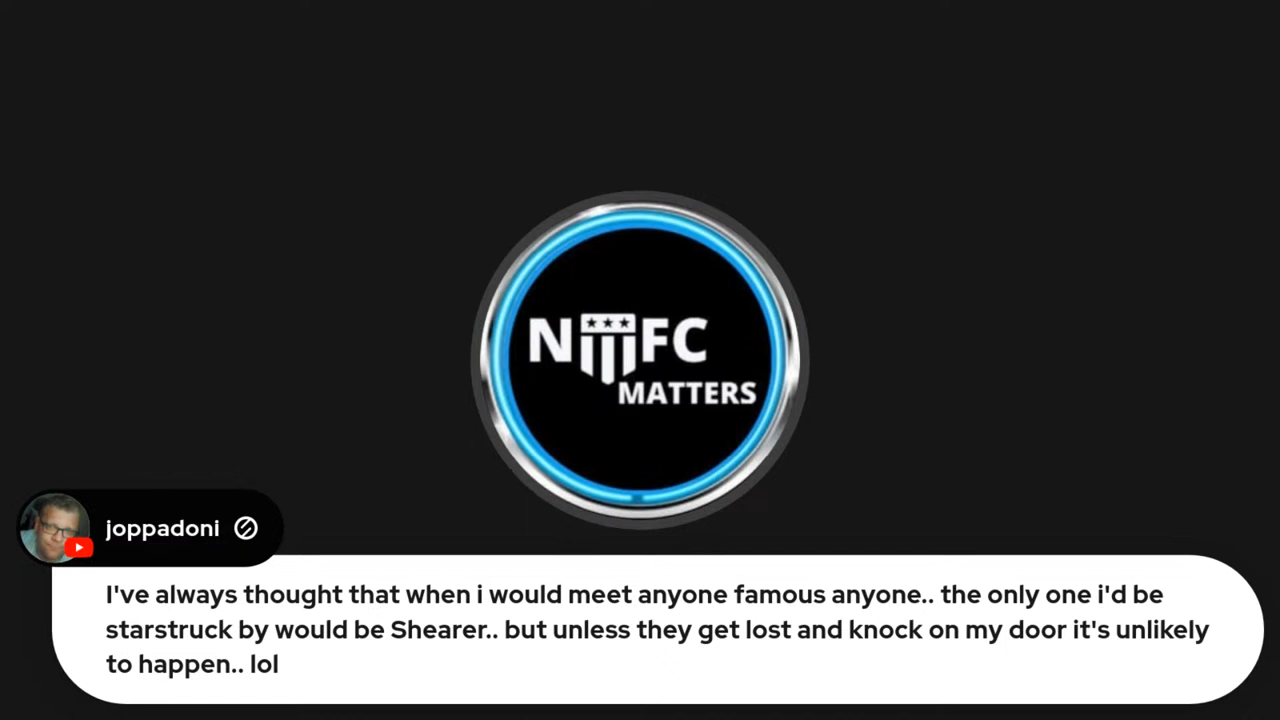 NUFC
MATTERS
joppadoni
I've always thought that when i would meet anyone famous anyone.. the only one i'd be
starstruck by would be Shearer.. but unless they get lost and knock on my door it's unlikely
to happen.. lol